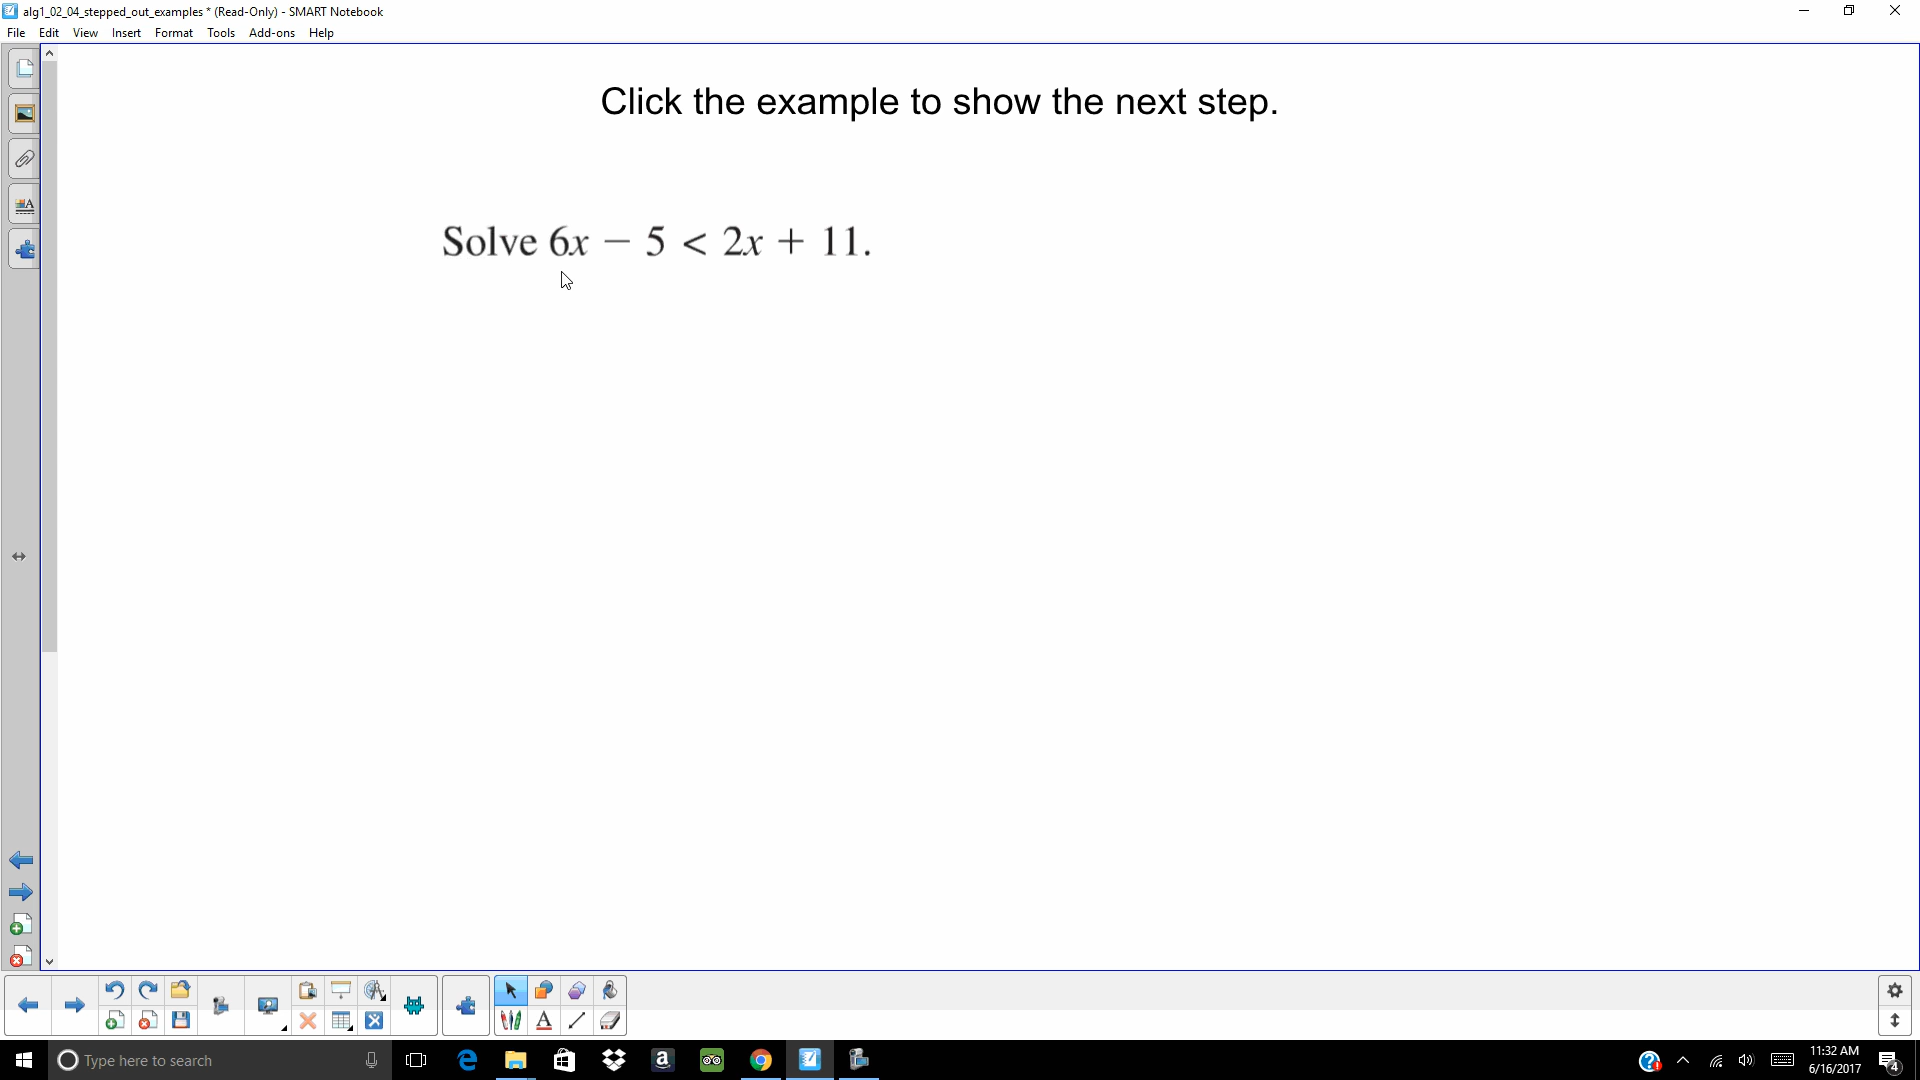 alg1_02_04_stepped_out_examples * (Read-Only) - SMART Notebook
File Edit View Insert Format Tools Add-ons Help
Click the example to show the next step.
Solve 6x − 5 < 2x + 11.
Type here to search
11:32 AM
6/16/2017
4